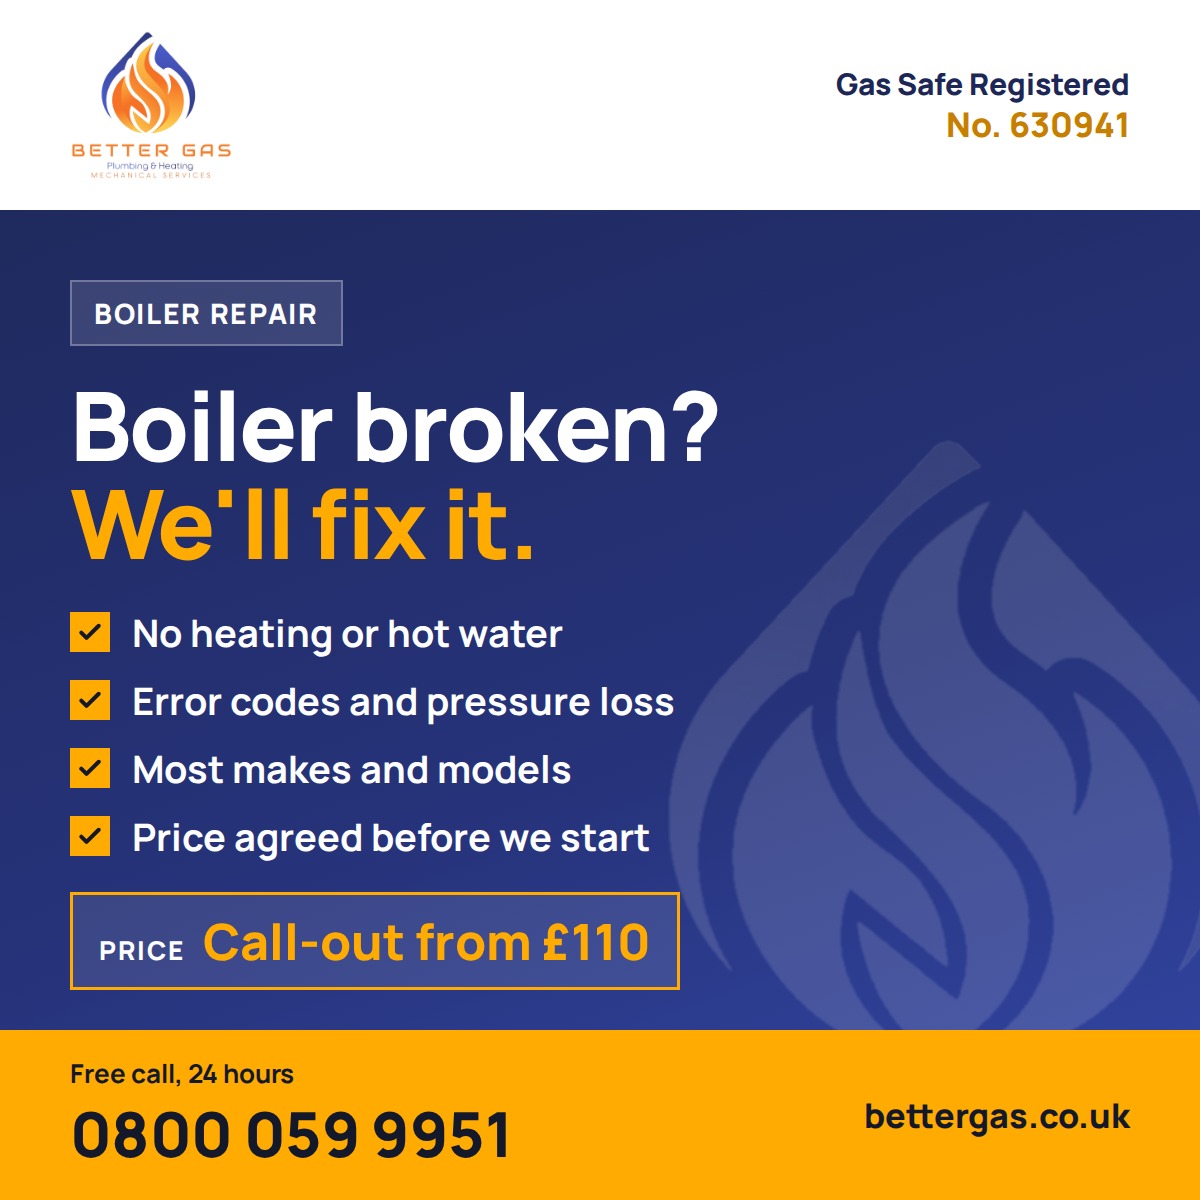 BETTER GAS
Plumbing & Heating
MECHANICAL SERVICES
Gas Safe Registered
No. 630941
BOILER REPAIR
Boiler broken?
We'll fix it.
No heating or hot water
Error codes and pressure loss
Most makes and models
Price agreed before we start
PRICE Call-out from £110
Free call, 24 hours
0800 059 9951
bettergas.co.uk